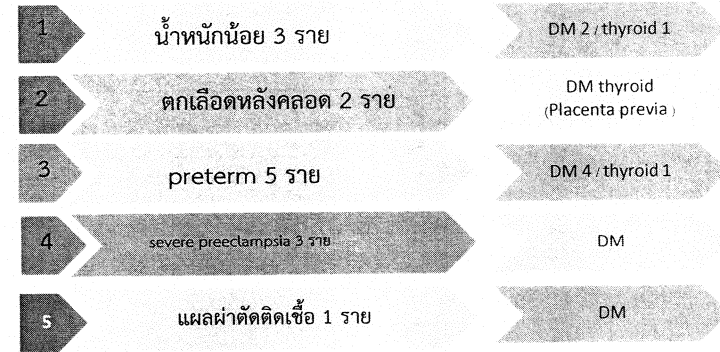 1
น้ำหนักน้อย 3 ราย
DM 2 / thyroid 1
2
ตกเลือดหลังคลอด 2 ราย
DM thyroid
(Placenta previa )
3
preterm 5 ราย
DM 4 / thyroid 1
4
severe preeclampsia 3 ราย
DM
5
แผลผ่าตัดติดเชื้อ 1 ราย
DM